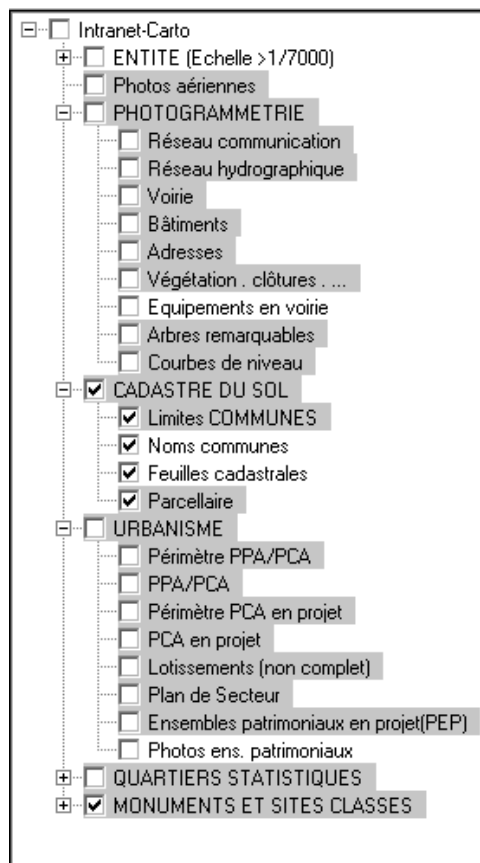 Intranet-Carto
ENTITE (Echelle >1/7000)
Photos aériennes
PHOTOGRAMMETRIE
Réseau communication
Réseau hydrographique
Voirie
Bâtiments
Adresses
Végétation . clôtures . ...
Equipements en voirie
Arbres remarquables
Courbes de niveau
CADASTRE DU SOL
Limites COMMUNES
Noms communes
Feuilles cadastrales
Parcellaire
URBANISME
Périmètre PPA/PCA
PPA/PCA
Périmètre PCA en projet
PCA en projet
Lotissements (non complet)
Plan de Secteur
Ensembles patrimoniaux en projet(PEP)
Photos ens. patrimoniaux
QUARTIERS STATISTIQUES
MONUMENTS ET SITES CLASSES